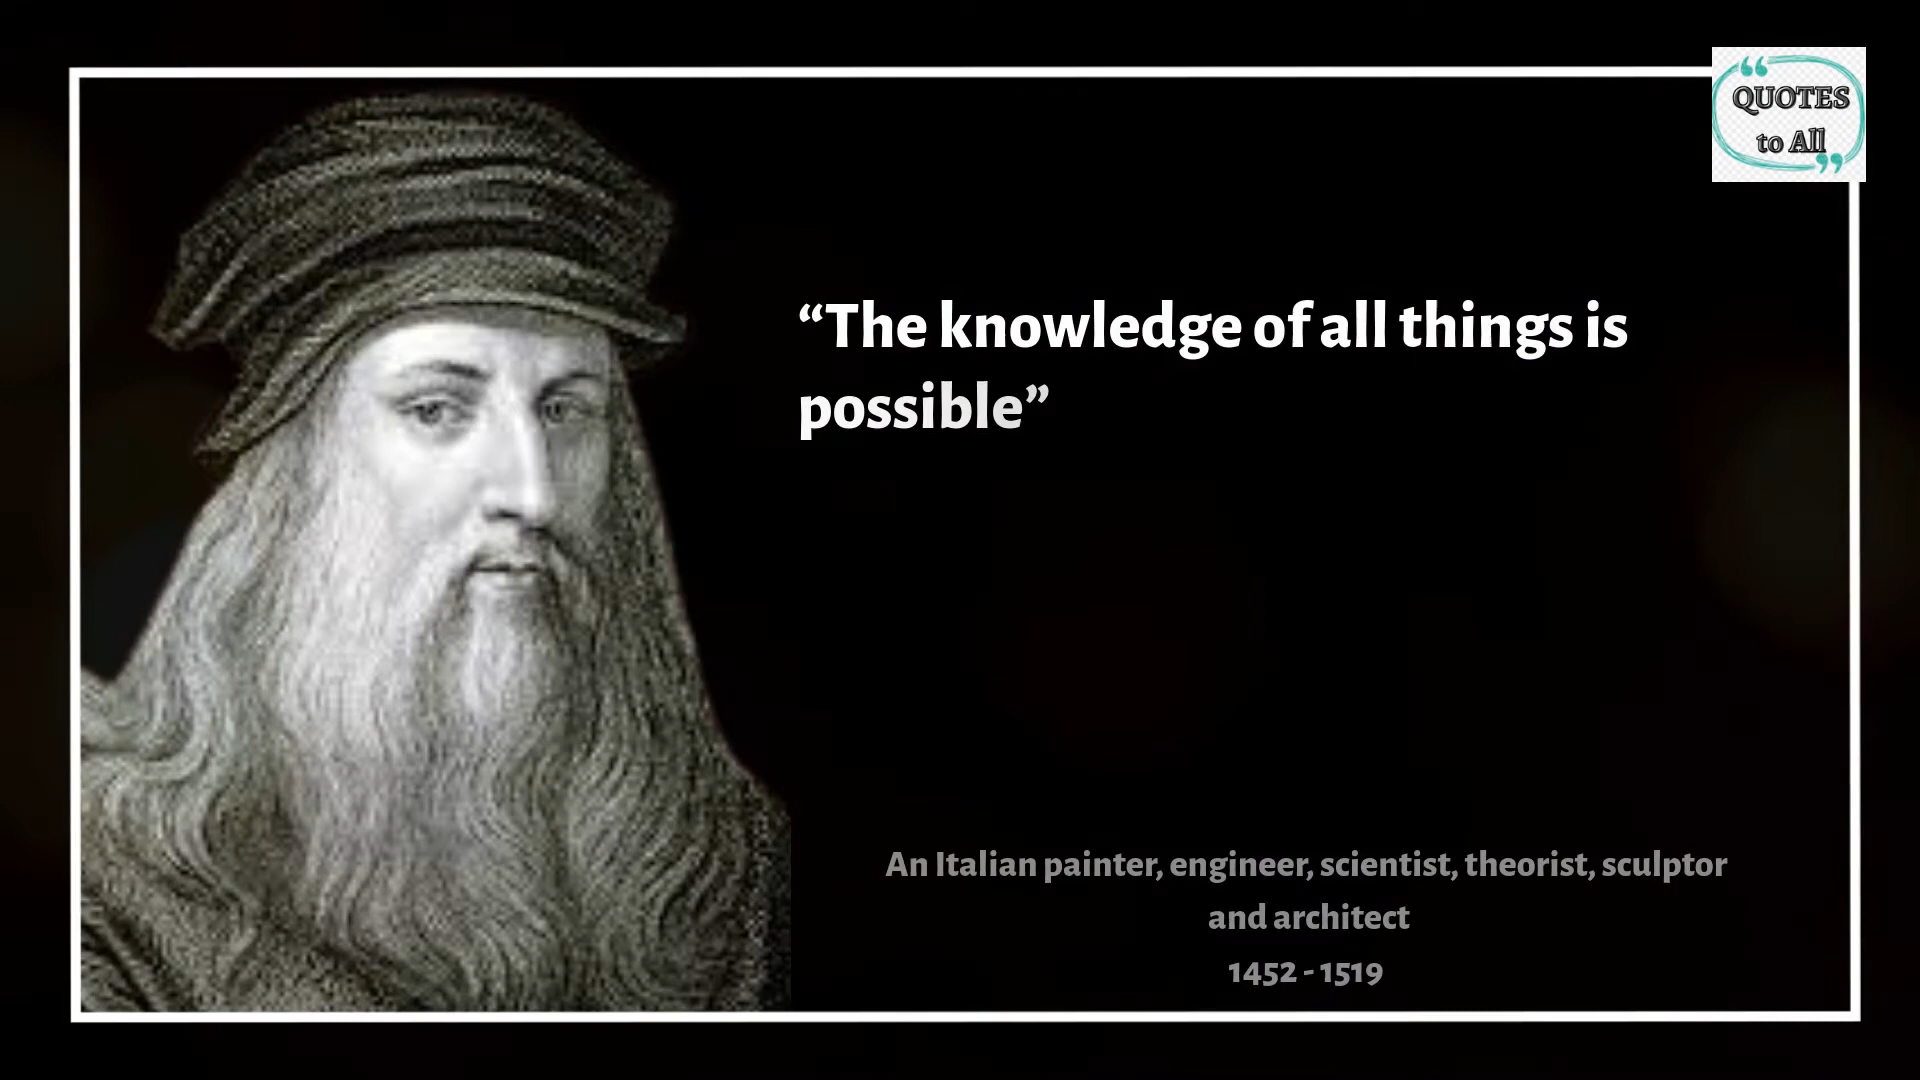 QUOTES
to All
“The knowledge of all things is
possible”
An Italian painter, engineer, scientist, theorist, sculptor
and architect
1452 - 1519